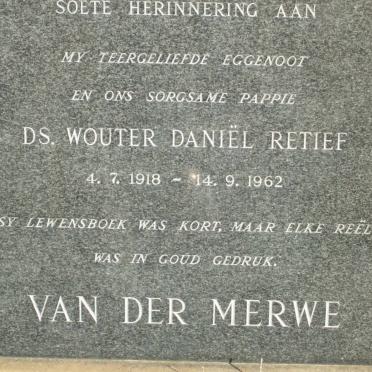 SOETE HERINNERING AAN
MY TEERGELIEFDE EGGENOOT
EN ONS SORGSAME PAPPIE
DS. WOUTER DANIËL RETIEF
4. 7. 1918 - 14. 9. 1962
SY LEWENSBOEK WAS KORT, MAAR ELKE REËL
WAS IN GOUD GEDRUK.
VAN DER MERWE